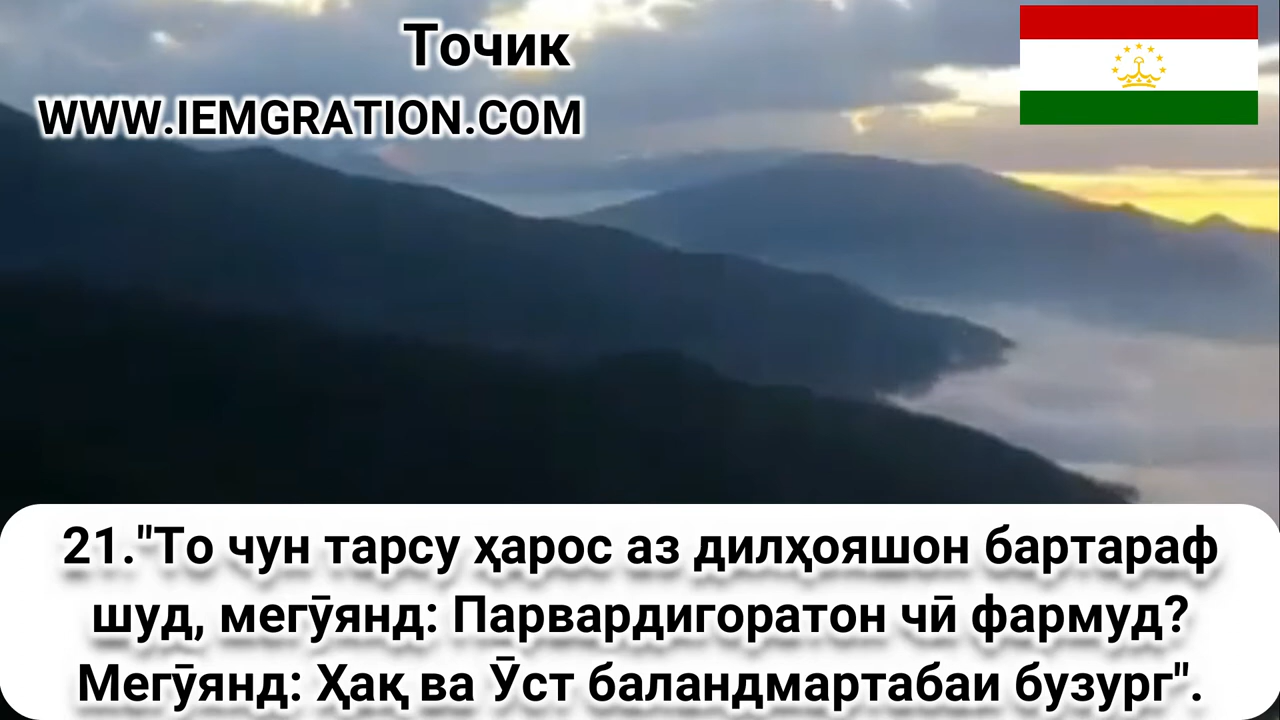 Точик
WWW.IEMGRATION.COM
21."То чун тарсу ҳарос аз дилҳояшон бартараф
шуд, мегӯянд: Парвардигоратон чӣ фармуд?
Мегӯянд: Ҳақ ва Ӯст баландмартабаи бузург".